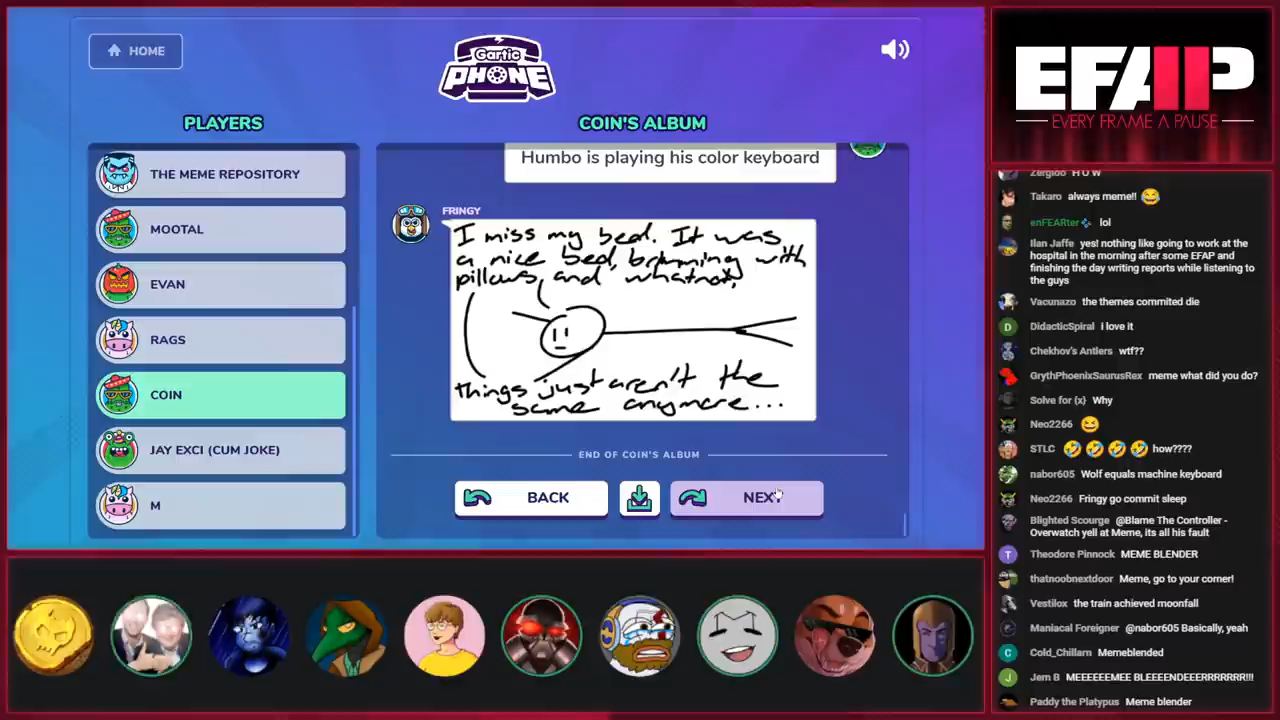 HOME
Gartic
PHONE
PLAYERS
THE MEME REPOSITORY
MOOTAL
EVAN
RAGS
COIN
JAY EXCI (CUM JOKE)
M
COIN'S ALBUM
Humbo is playing his color keyboard
FRINGY
I miss my bed. It was
a nice bed, brimming with
pillows and whatnot,
things just aren't the
same anymore...
END OF COIN'S ALBUM
BACK
NEXT
EFAP
EVERY FRAME A PAUSE
Zergioo H O W
Takaro always meme!!
enFEARter lol
Ilan Jaffe yes! nothing like going to work at the
hospital in the morning after some EFAP and
finishing the day writing reports while listening to
the guys
Vacunazo the themes commited die
D
DidacticSpiral i love it
Chekhov's Antlers wtf??
GrythPhoenixSaurusRex meme what did you do?
Solve for {x} Why
Neo2266
STLC how????
nabor605 Wolf equals machine keyboard
Neo2266 Fringy go commit sleep
Blighted Scourge @Blame The Controller -
Overwatch yell at Meme, its all his fault
T
Theodore Pinnock MEME BLENDER
thatnoobnextdoor Meme, go to your corner!
Vestilox the train achieved moonfall
Maniacal Foreigner @nabor605 Basically, yeah
C
Cold_Chillam Memeblended
J
Jem B MEEEEEMEE BLEEENDEEERRRRRRR!!!
Paddy the Platypus Meme blender